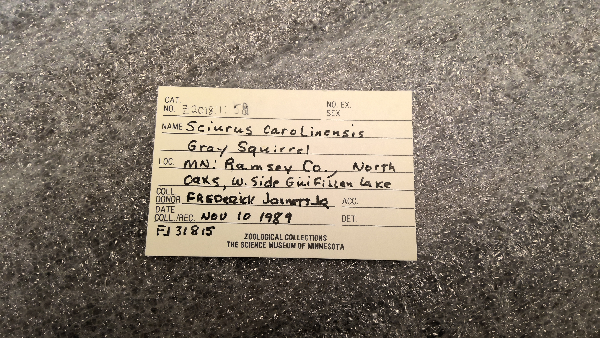 CAT. NO. Z2018:11:58 NO. EX. SEX
NAME Sciurus carolinensis
Gray Squirrel
LOC. MN: Ramsey Co., North
Oaks, W. Side Lake
COLL. DONOR FREDERICK ACC.
DATE COLL./REC. NOV 10 1989 DET.
FJ 31815
ZOOLOGICAL COLLECTIONS
THE SCIENCE MUSEUM OF MINNESOTA